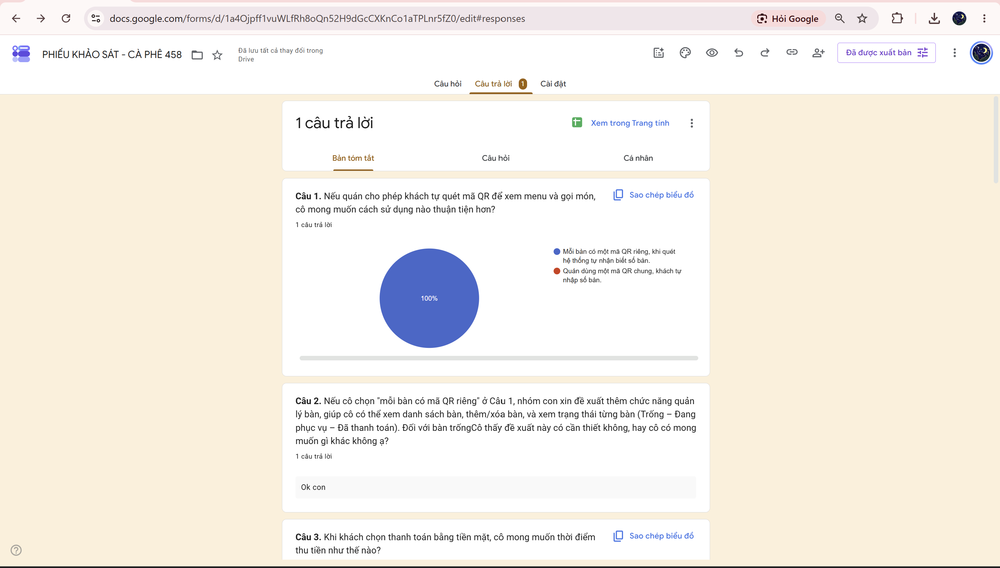 docs.google.com/forms/d/1a4Ojpff1vuWLfRh8oQn52H9dGcCXKnCo1aTPLnr5fZ0/edit#responses
Hỏi Google
PHIẾU KHẢO SÁT - CÀ PHÊ 458
Đã lưu tất cả thay đổi trong
Drive
Đã được xuất bản
Câu hỏi
Câu trả lời 1
Cài đặt
1 câu trả lời
Xem trong Trang tính
Bản tóm tắt
Câu hỏi
Cá nhân
Câu 1. Nếu quán cho phép khách tự quét mã QR để xem menu và gọi món,
cô mong muốn cách sử dụng nào thuận tiện hơn?
Sao chép biểu đồ
1 câu trả lời
100%
Mỗi bàn có một mã QR riêng, khi quét
hệ thống tự nhận biết số bàn.
Quán dùng một mã QR chung, khách tự
nhập số bàn.
Câu 2. Nếu cô chọn "mỗi bàn có mã QR riêng" ở Câu 1, nhóm con xin đề xuất thêm chức năng quản
lý bàn, giúp cô có thể xem danh sách bàn, thêm/xóa bàn, và xem trạng thái từng bàn (Trống – Đang
phục vụ – Đã thanh toán). Đối với bàn trốngCô thấy đề xuất này có cần thiết không, hay cô có mong
muốn gì khác không ạ?
1 câu trả lời
Ok con
Câu 3. Khi khách chọn thanh toán bằng tiền mặt, cô mong muốn thời điểm
thu tiền như thế nào?
Sao chép biểu đồ